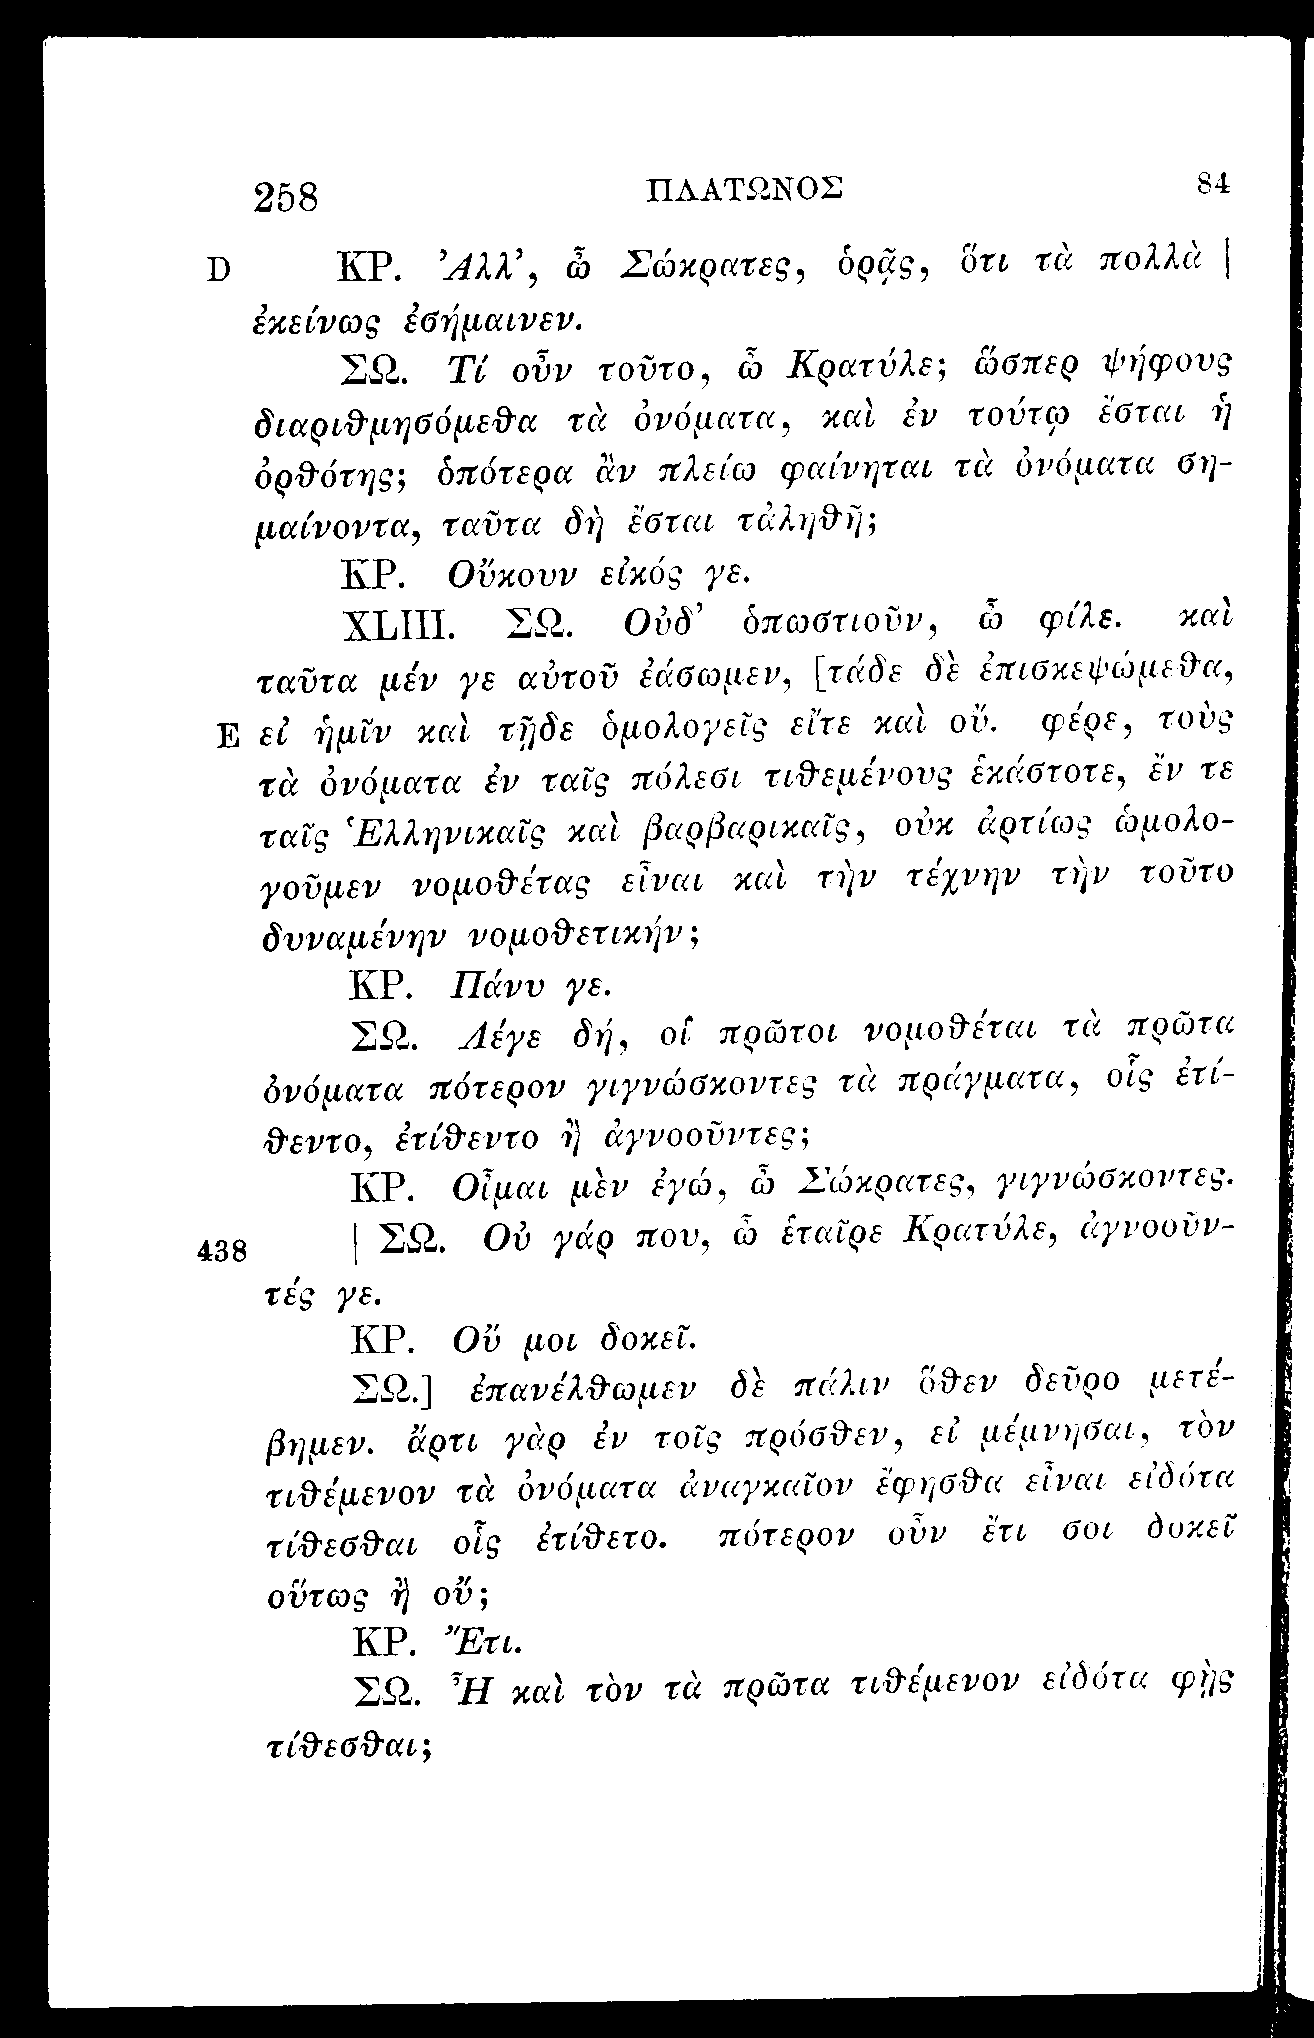 258 ΠΛΑΤΩΝΟΣ 84
D ΚΡ. Ἀλλ', ὦ Σώκρατες, ὁρᾷς, ὅτι τὰ πολλὰ |
ἐκείνως ἐσήμαινεν.
ΣΩ. Τί οὖν τοῦτο, ὦ Κρατύλε; ὥσπερ ψήφους
διαριθμησόμεθα τὰ ὀνόματα, καὶ ἐν τούτῳ ἔσται ἡ
ὀρθότης; ὁπότερα ἂν πλείω φαίνηται τὰ ὀνόματα ση-
μαίνοντα, ταῦτα δὴ ἔσται τἀληθῆ;
ΚΡ. Οὔκουν εἰκός γε.
XLIII. ΣΩ. Οὐδ' ὁπωστιοῦν, ὦ φίλε. καὶ
ταῦτα μέν γε αὐτοῦ ἐάσωμεν, [τάδε δὲ ἐπισκεψώμεθα,
E εἰ ἡμῖν καὶ τῇδε ὁμολογεῖς εἴτε καὶ οὔ. φέρε, τοὺς
τὰ ὀνόματα ἐν ταῖς πόλεσι τιθεμένους ἑκάστοτε, ἔν τε
ταῖς Ἑλληνικαῖς καὶ βαρβαρικαῖς, οὐκ ἀρτίως ὡμολο-
γοῦμεν νομοθέτας εἶναι καὶ τὴν τέχνην τὴν τοῦτο
δυναμένην νομοθετικήν;
ΚΡ. Πάνυ γε.
ΣΩ. Λέγε δή, οἱ πρῶτοι νομοθέται τὰ πρῶτα
ὀνόματα πότερον γιγνώσκοντες τὰ πράγματα, οἷς ἐτί-
θεντο, ἐτίθεντο ἢ ἀγνοοῦντες;
ΚΡ. Οἶμαι μὲν ἐγώ, ὦ Σώκρατες, γιγνώσκοντες.
438 | ΣΩ. Οὐ γάρ που, ὦ ἑταῖρε Κρατύλε, ἀγνοοῦν-
τές γε.
ΚΡ. Οὔ μοι δοκεῖ.
ΣΩ.] ἐπανέλθωμεν δὲ πάλιν ὅθεν δεῦρο μετέ-
βημεν. ἄρτι γὰρ ἐν τοῖς πρόσθεν, εἰ μέμνησαι, τὸν
τιθέμενον τὰ ὀνόματα ἀναγκαῖον ἔφησθα εἶναι εἰδότα
τίθεσθαι οἷς ἐτίθετο. πότερον οὖν ἔτι σοι δοκεῖ
οὕτως ἢ οὔ;
ΚΡ. Ἔτι.
ΣΩ. Ἦ καὶ τὸν τὰ πρῶτα τιθέμενον εἰδότα φῂς
τίθεσθαι;